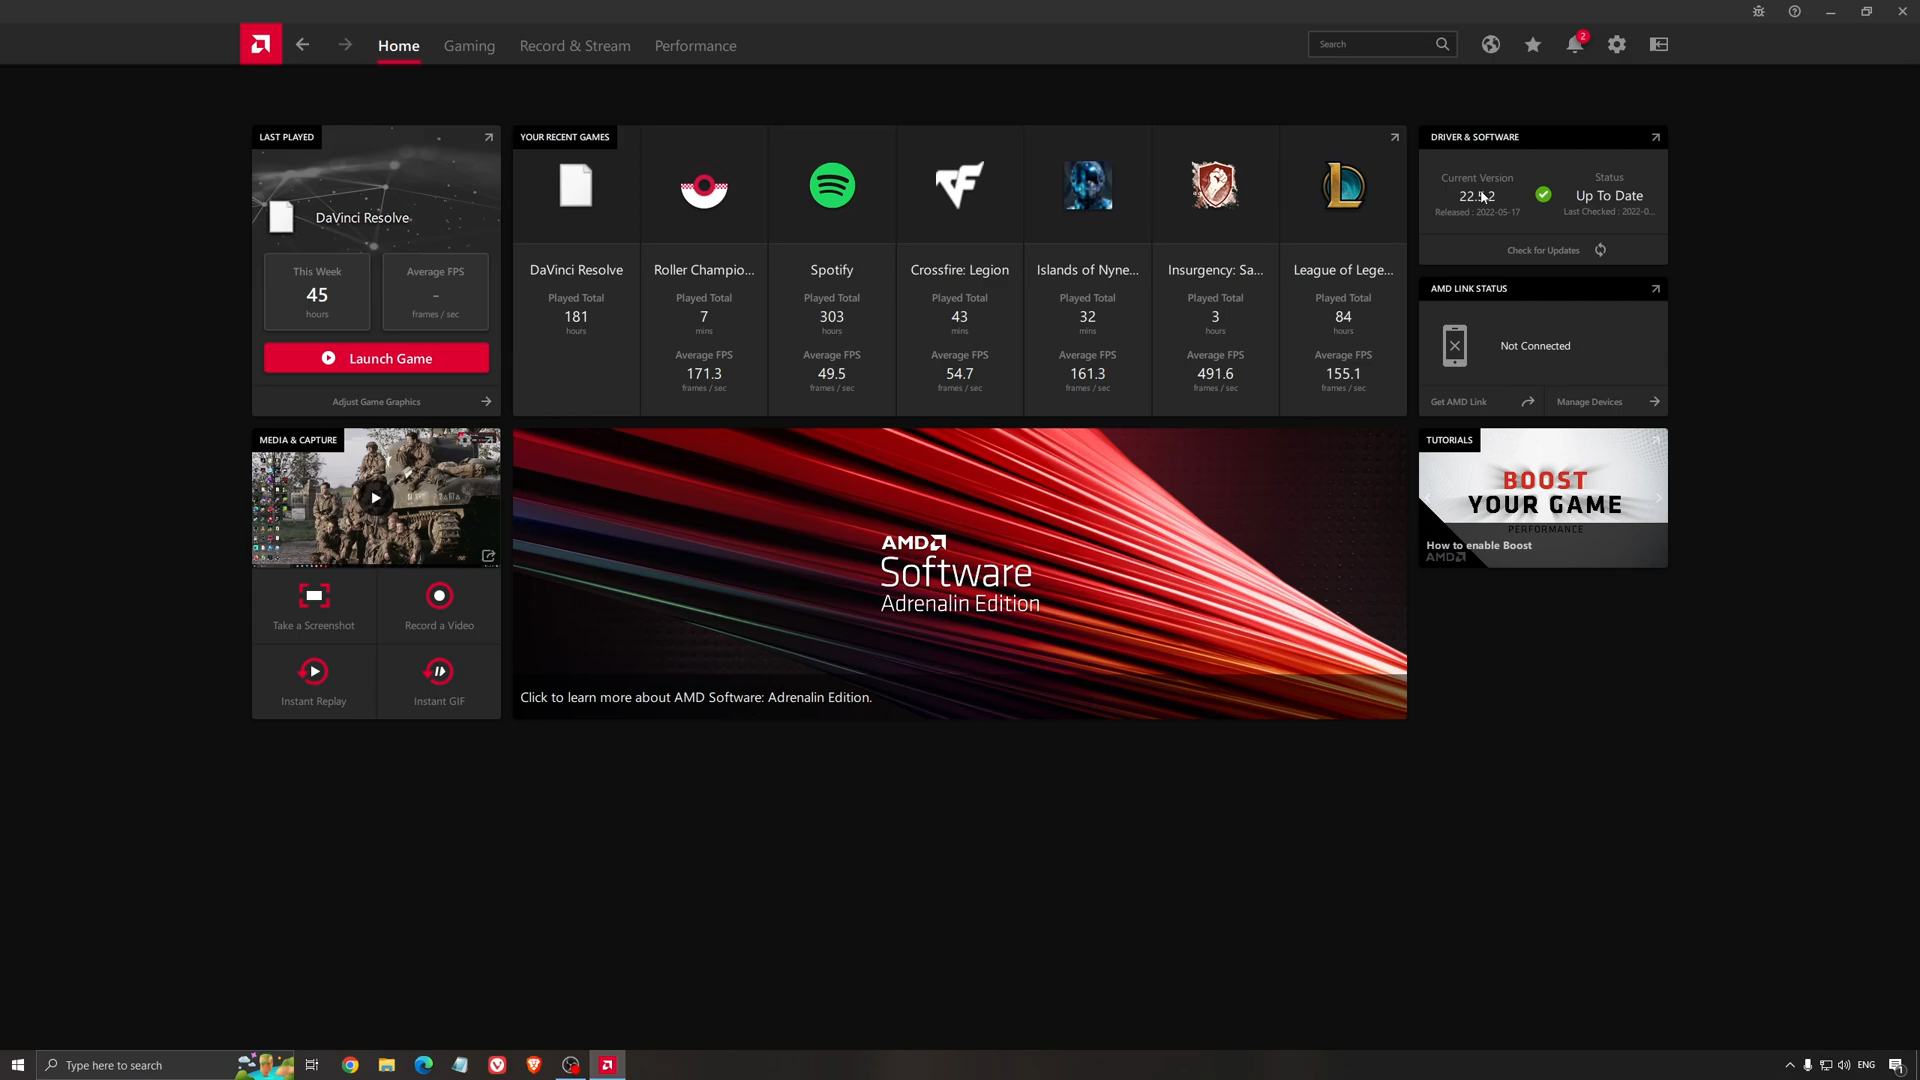 Home
Gaming
Record & Stream
Performance
Search
2
LAST PLAYED
DaVinci Resolve
This Week
45
hours
Average FPS
–
frames / sec
Launch Game
Adjust Game Graphics
YOUR RECENT GAMES
DaVinci Resolve
Played Total
181
hours
Roller Champio...
Played Total
7
mins
Average FPS
171.3
frames / sec
Spotify
Played Total
303
hours
Average FPS
49.5
frames / sec
Crossfire: Legion
Played Total
43
mins
Average FPS
54.7
frames / sec
Islands of Nyne...
Played Total
32
mins
Average FPS
161.3
frames / sec
Insurgency: Sa...
Played Total
3
hours
Average FPS
491.6
frames / sec
League of Lege...
Played Total
84
hours
Average FPS
155.1
frames / sec
DRIVER & SOFTWARE
Current Version
Released : 2022-05-17
Status
Up To Date
Last Checked : 2022-0...
Check for Updates
AMD LINK STATUS
Not Connected
Get AMD Link
Manage Devices
MEDIA & CAPTURE
Take a Screenshot
Record a Video
Instant Replay
Instant GIF
AMD
Software
Adrenalin Edition
Click to learn more about AMD Software: Adrenalin Edition.
TUTORIALS
BOOST
YOUR GAME
PERFORMANCE
How to enable Boost
AMD
Type here to search
ENG
1